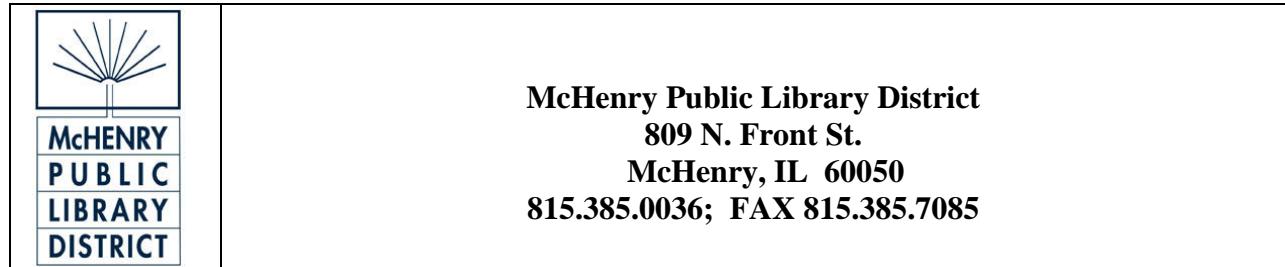 McHENRY
PUBLIC
LIBRARY
DISTRICT
McHenry Public Library District
809 N. Front St.
McHenry, IL  60050
815.385.0036;  FAX 815.385.7085